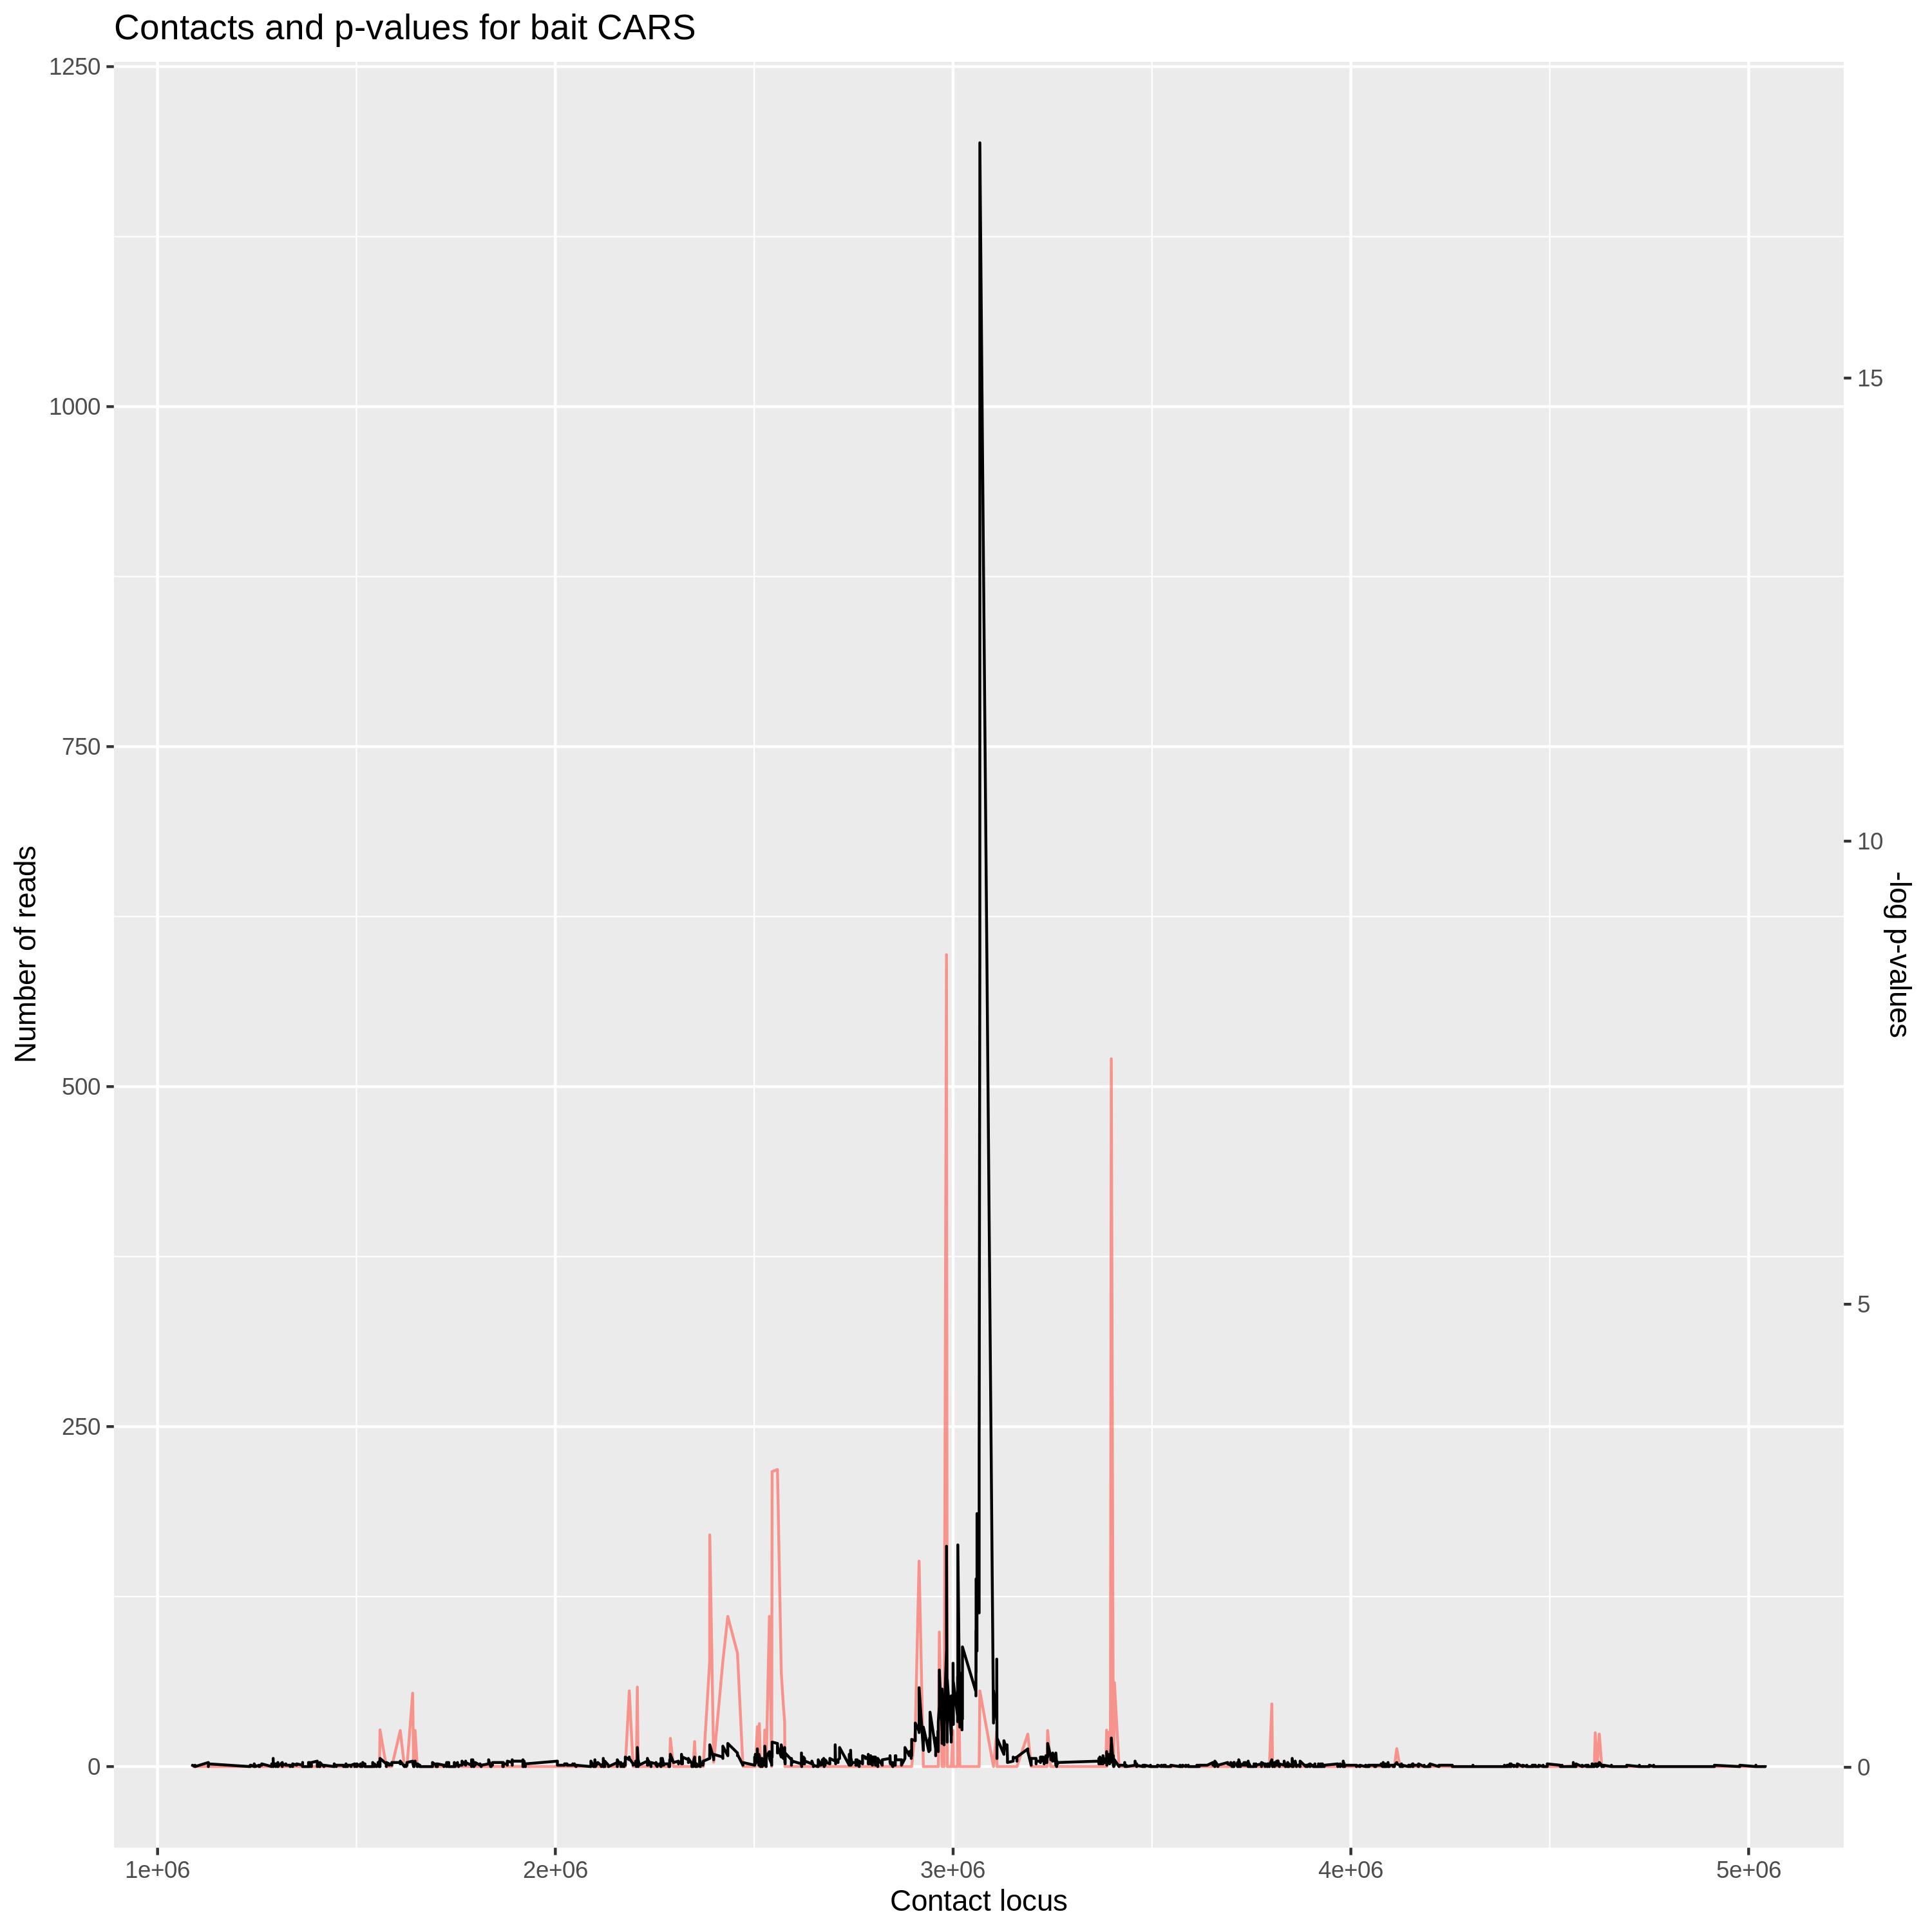 Contacts and p-values for bait CARS
1250
1000
750
500
250
0
Number of reads
15
10
5
0
-log p-values
1e+06
2e+06
3e+06
4e+06
5e+06
Contact locus